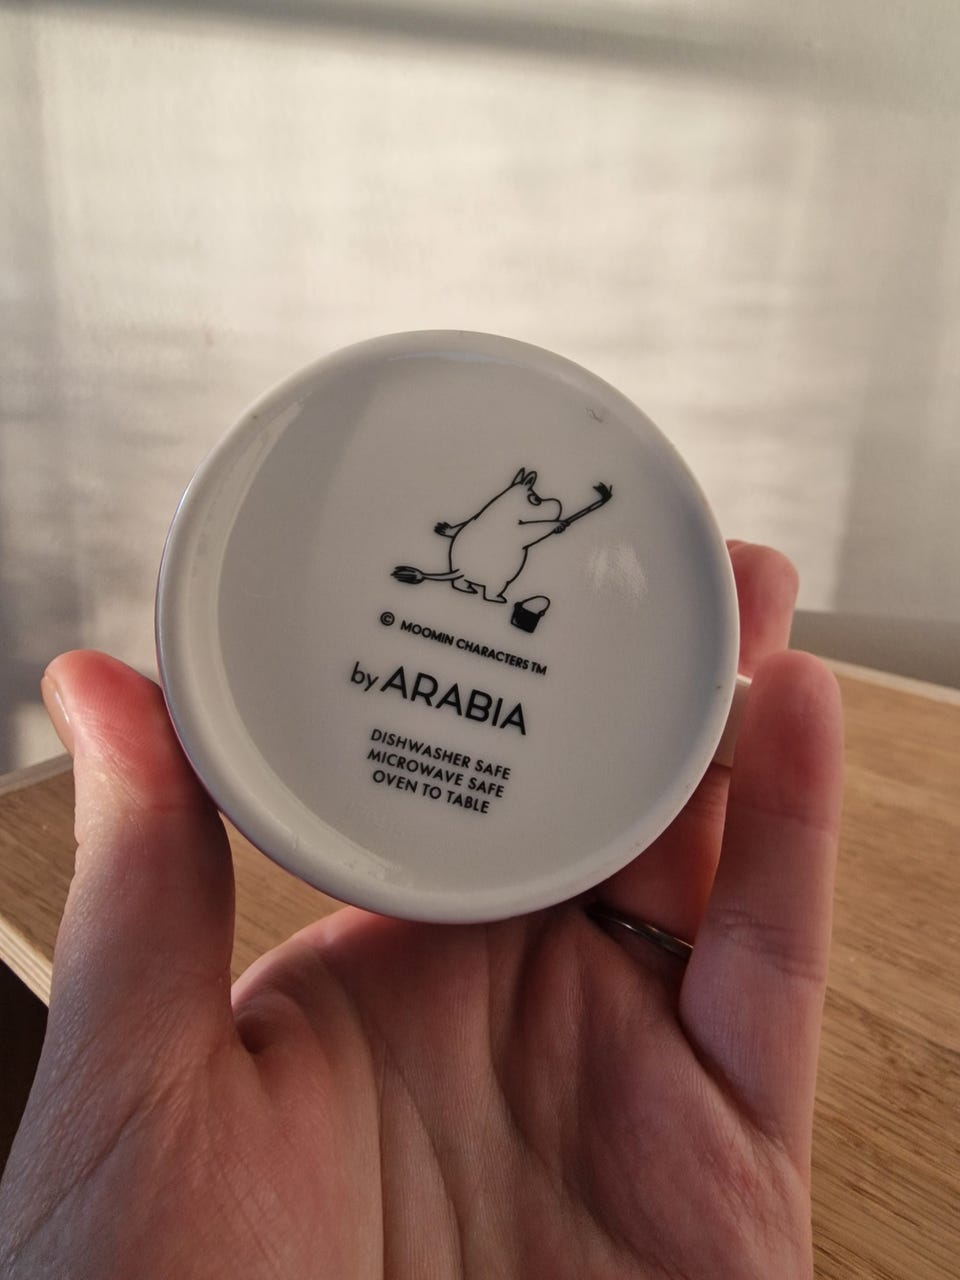 © MOOMIN CHARACTERS TM
by ARABIA
DISHWASHER SAFE
MICROWAVE SAFE
OVEN TO TABLE